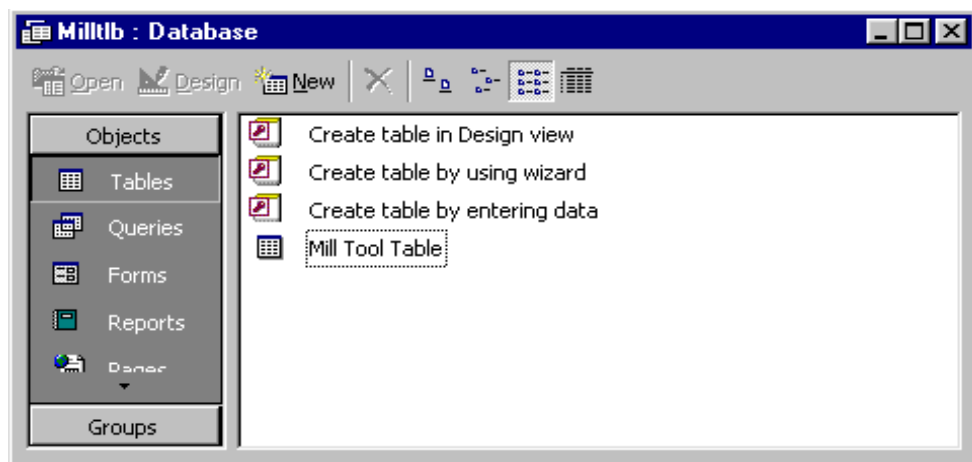 Milltlb : Database
Open Design New
Objects
Tables
Queries
Forms
Reports
Pages
Groups
Create table in Design view
Create table by using wizard
Create table by entering data
Mill Tool Table